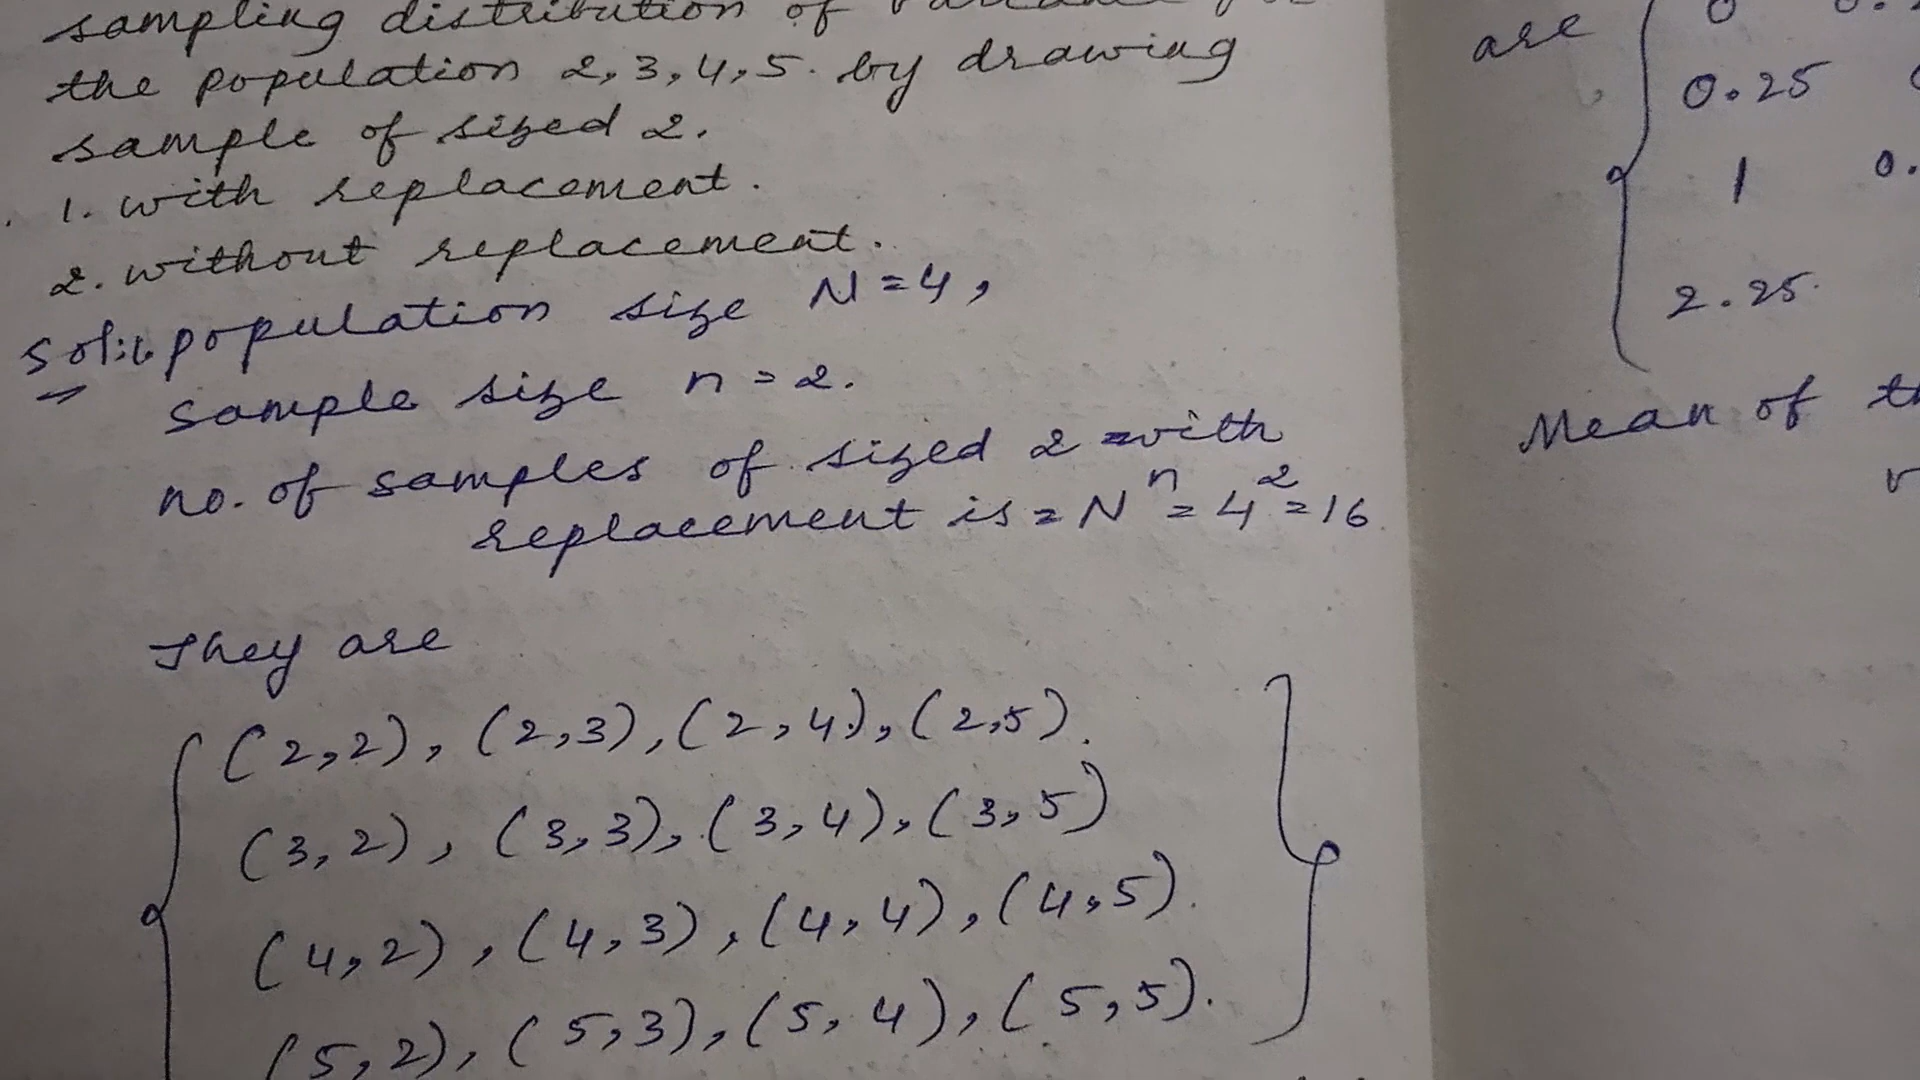 sampling distribution of
the population 2, 3, 4, 5. by drawing
sample of sized 2.
1. with replacement.
2. without replacement.
Sol: population size N = 4,
sample size n = 2.
no. of samples of sized 2 with
replacement is = Nⁿ = 4² = 16
They are
(2,2), (2,3), (2,4), (2,5).
(3,2), (3,3), (3,4), (3,5)
(4,2), (4,3), (4,4), (4,5).
(5,2), (5,3), (5,4), (5,5).
are
0
0.25
1 0.
2.25
Mean of